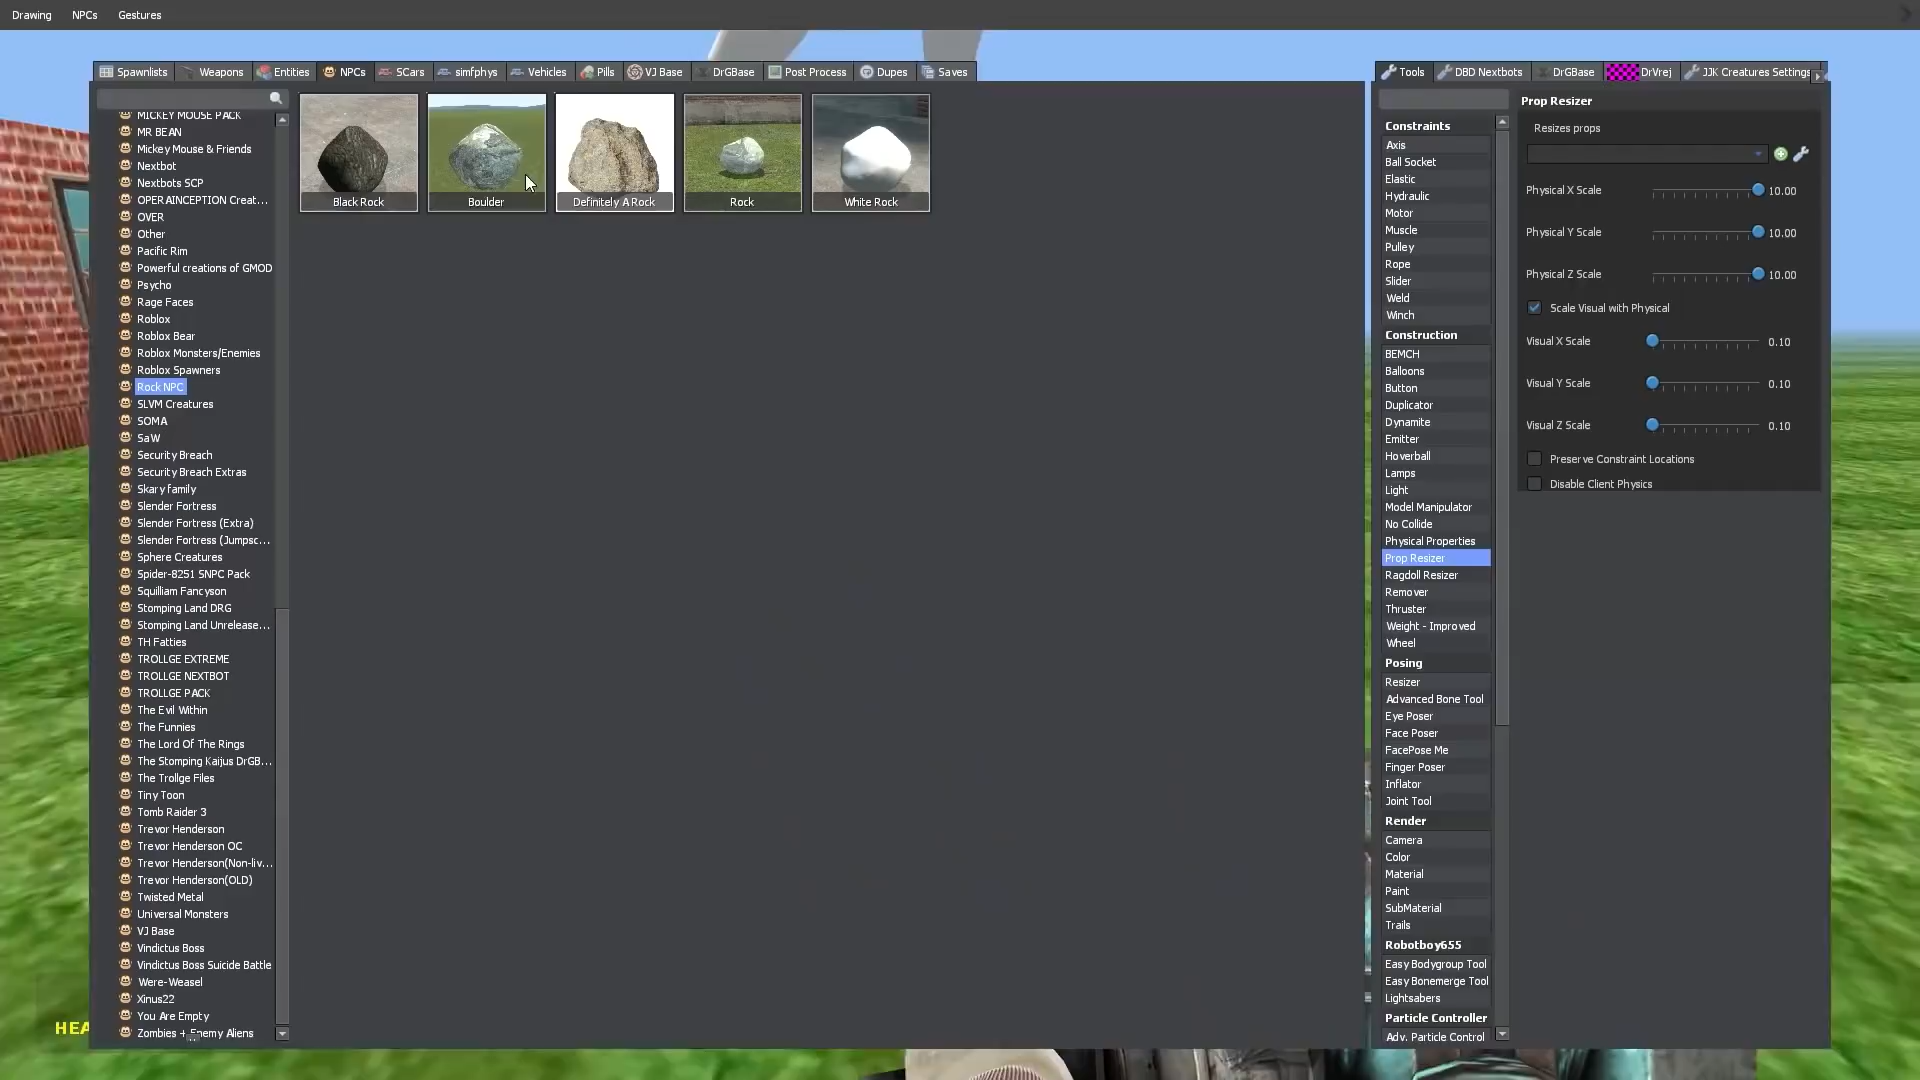 Drawing NPCs Gestures
Spawnlists Weapons Entities NPCs SCars simfphys Vehicles Pills VJ Base DrGBase Post Process Dupes Saves
MICKEY MOUSE PACK
MR BEAN
Mickey Mouse & Friends
Nextbot
Nextbots SCP
OPERAINCEPTION Creat...
OVER
Other
Pacific Rim
Powerful creations of GMOD
Psycho
Rage Faces
Roblox
Roblox Bear
Roblox Monsters/Enemies
Roblox Spawners
Rock NPC
SLVM Creatures
SOMA
SaW
Security Breach
Security Breach Extras
Skary family
Slender Fortress
Slender Fortress (Extra)
Slender Fortress (Jumpsc...
Sphere Creatures
Spider-8251 SNPC Pack
Squilliam Fancyson
Stomping Land DRG
Stomping Land Unrelease...
TH Fatties
TROLLGE EXTREME
TROLLGE NEXTBOT
TROLLGE PACK
The Evil Within
The Funnies
The Lord Of The Rings
The Stomping Kaijus DrGB...
The Trollge Files
Tiny Toon
Tomb Raider 3
Trevor Henderson
Trevor Henderson OC
Trevor Henderson(Non-liv...
Trevor Henderson(OLD)
Twisted Metal
Universal Monsters
VJ Base
Vindictus Boss
Vindictus Boss Suicide Battle
Were-Weasel
Xinus22
You Are Empty
Zombies + Enemy Aliens
HEA
Black Rock
Boulder
Definitely A Rock
Rock
White Rock
Tools DBD Nextbots DrGBase DrVrej JJK Creatures Settings
Constraints
Axis
Ball Socket
Elastic
Hydraulic
Motor
Muscle
Pulley
Rope
Slider
Weld
Winch
Construction
BEMCH
Balloons
Button
Duplicator
Dynamite
Emitter
Hoverball
Lamps
Light
Model Manipulator
No Collide
Physical Properties
Prop Resizer
Ragdoll Resizer
Remover
Thruster
Weight - Improved
Wheel
Posing
Resizer
Advanced Bone Tool
Eye Poser
Face Poser
FacePose Me
Finger Poser
Inflator
Joint Tool
Render
Camera
Color
Material
Paint
SubMaterial
Trails
Robotboy655
Easy Bodygroup Tool
Easy Bonemerge Tool
Lightsabers
Particle Controller
Adv. Particle Control
Prop Resizer
Resizes props
Physical X Scale 10.00
Physical Y Scale 10.00
Physical Z Scale 10.00
Scale Visual with Physical
Visual X Scale 0.10
Visual Y Scale 0.10
Visual Z Scale 0.10
Preserve Constraint Locations
Disable Client Physics